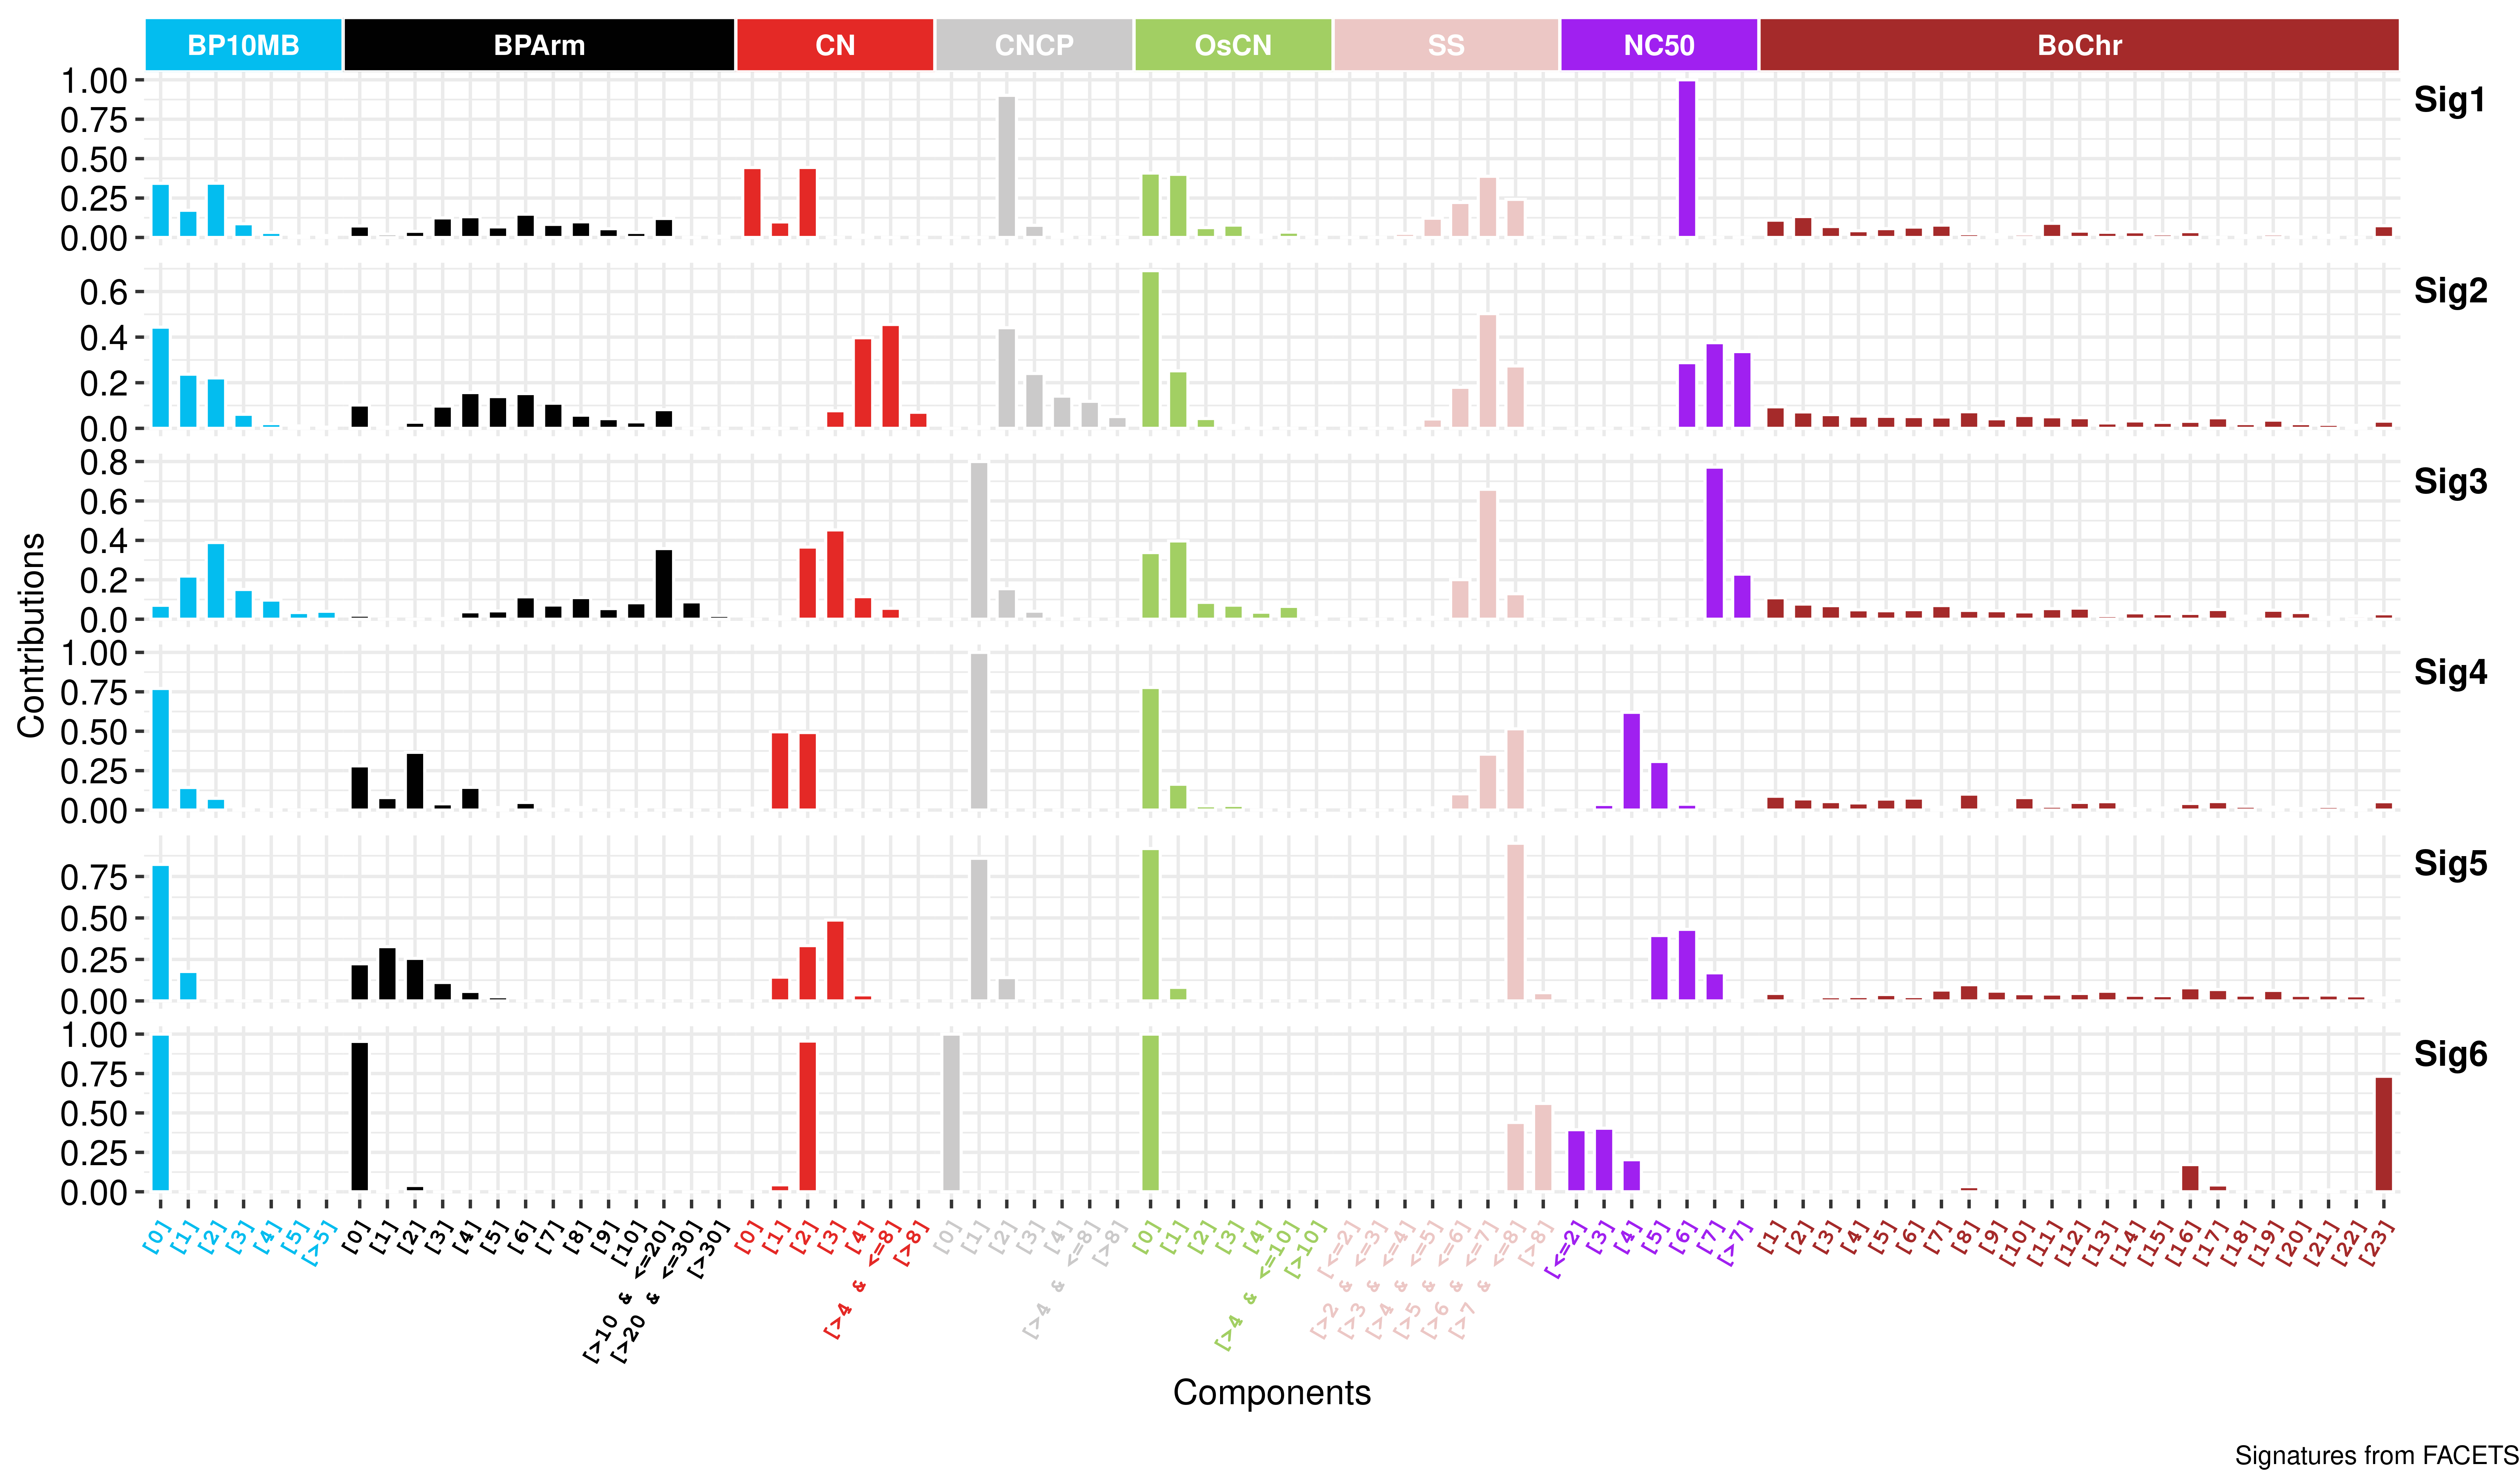 BP10MB BPArm CN CNCP OsCN SS NC50 BoChr
1.00
0.75
0.50
0.25
0.00
Sig1
0.6
0.4
0.2
0.0
Sig2
0.8
0.6
0.4
0.2
0.0
Sig3
1.00
0.75
0.50
0.25
0.00
Sig4
0.75
0.50
0.25
0.00
Sig5
1.00
0.75
0.50
0.25
0.00
Sig6
Contributions
[0] [1] [2] [3] [4] [5] [>5] [0] [1] [2] [3] [4] [5] [6] [7] [8] [9] [10] [>10 & <=20] [>20 & <=30] [>30] [0] [1] [2] [3] [4] [>4 & <=8] [>8] [0] [1] [2] [3] [4] [>4 & <=8] [>8] [0] [1] [2] [3] [4] [>4 & <=10] [>10] [<=2] [>2 & <=3] [>3 & <=4] [>4 & <=5] [>5 & <=6] [>6 & <=7] [>7 & <=8] [>8] [<=2] [3] [4] [5] [6] [7] [>7] [1] [2] [3] [4] [5] [6] [7] [8] [9] [10] [11] [12] [13] [14] [15] [16] [17] [18] [19] [20] [21] [22] [23]
Components
Signatures from FACETS